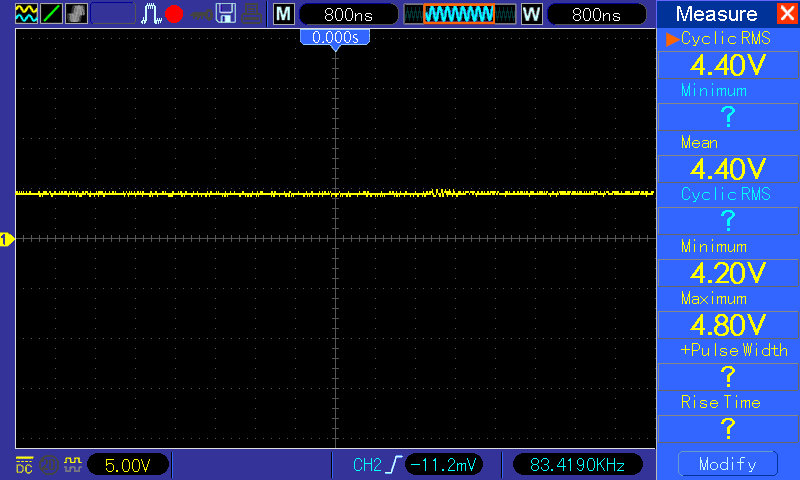 M 800ns W 800ns
0.000s
1
Measure
Cyclic RMS
4.40V
Minimum
?
Mean
4.40V
Cyclic RMS
?
Minimum
4.20V
Maximum
4.80V
+Pulse Width
?
Rise Time
?
Modify
DC 5.00V CH2 -11.2mV 83.4190KHz